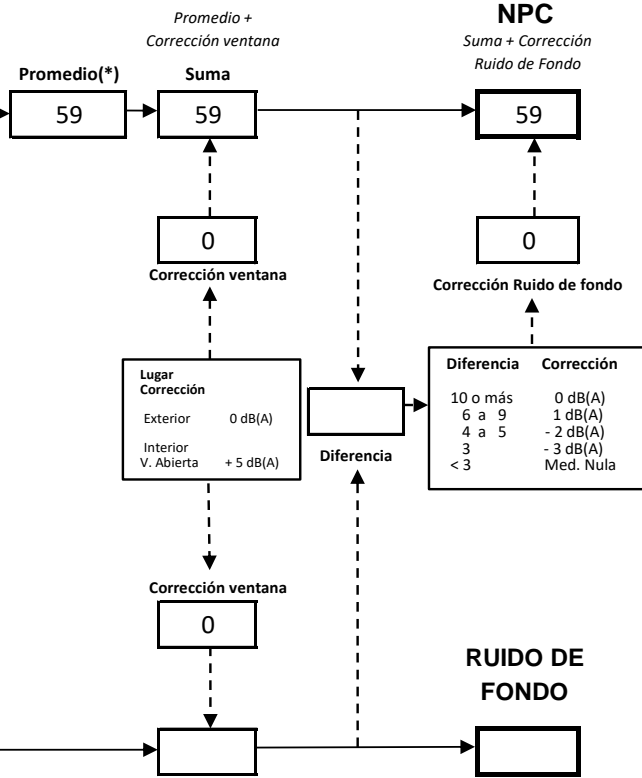 Promedio +
Corrección ventana
NPC
Suma + Corrección
Ruido de Fondo
Promedio(*)
Suma
59
59
59
0
0
Corrección ventana
Corrección Ruido de fondo
Lugar
Corrección
Exterior 0 dB(A)
Interior
V. Abierta + 5 dB(A)
Diferencia
Diferencia Corrección
10 o más 0 dB(A)
6 a 9 1 dB(A)
4 a 5 - 2 dB(A)
3 - 3 dB(A)
< 3 Med. Nula
Corrección ventana
0
RUIDO DE
FONDO